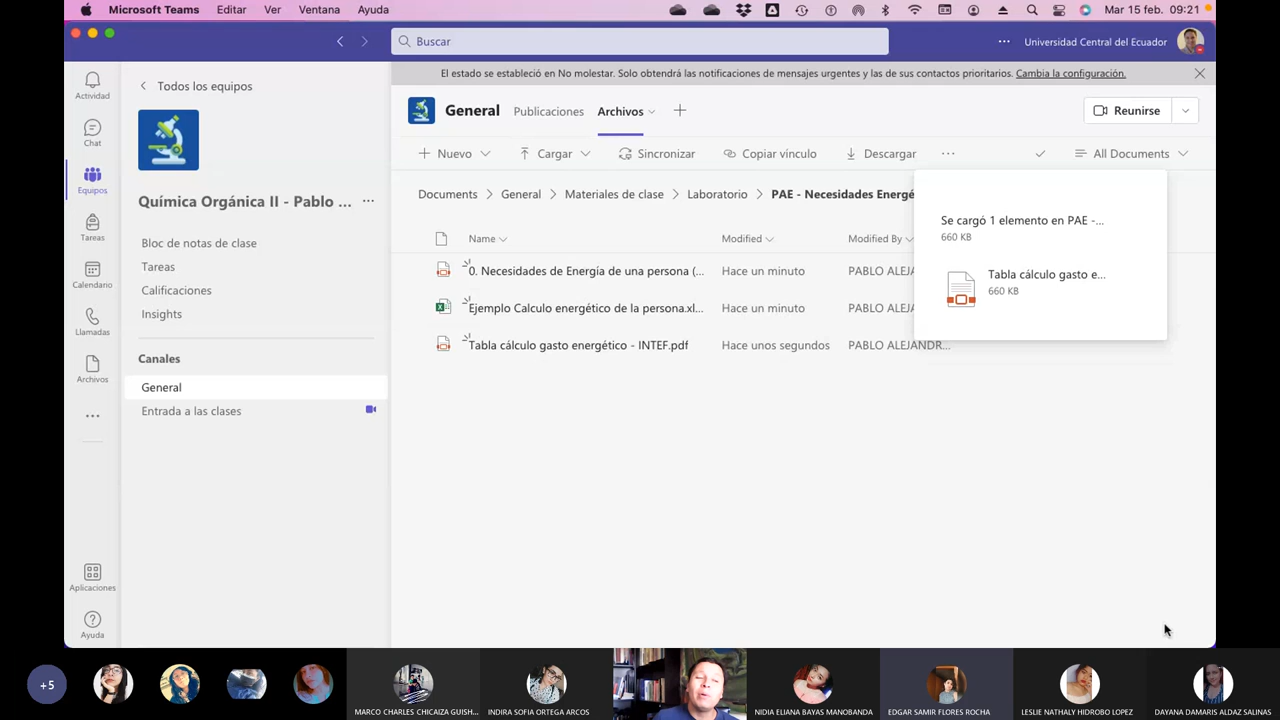 Microsoft Teams Editar Ver Ventana Ayuda Mar 15 feb. 09:21
Buscar
Universidad Central del Ecuador
El estado se estableció en No molestar. Solo obtendrá las notificaciones de mensajes urgentes y las de sus contactos prioritarios. Cambia la configuración.
Actividad
Chat
Equipos
Tareas
Calendario
Llamadas
Archivos
Aplicaciones
Ayuda
Todos los equipos
Química Orgánica II - Pablo ...
Bloc de notas de clase
Tareas
Calificaciones
Insights
Canales
General
Entrada a las clases
General Publicaciones Archivos
Reunirse
Nuevo Cargar Sincronizar Copiar vínculo Descargar All Documents
Documents General Materiales de clase Laboratorio PAE - Necesidades Energé
Name Modified Modified By
0. Necesidades de Energía de una persona (... Hace un minuto PABLO ALEJA
Ejemplo Calculo energético de la persona.xl... Hace un minuto PABLO ALEJA
Tabla cálculo gasto energético - INTEF.pdf Hace unos segundos PABLO ALEJANDR...
Se cargó 1 elemento en PAE -...
660 KB
Tabla cálculo gasto e...
660 KB
+5
MARCO CHARLES CHICAIZA GUISH...
INDIRA SOFIA ORTEGA ARCOS
NIDIA ELIANA BAYAS MANOBANDA
EDGAR SAMIR FLORES ROCHA
LESLIE NATHALY HIDROBO LOPEZ
DAYANA DAMARIS ALDAZ SALINAS